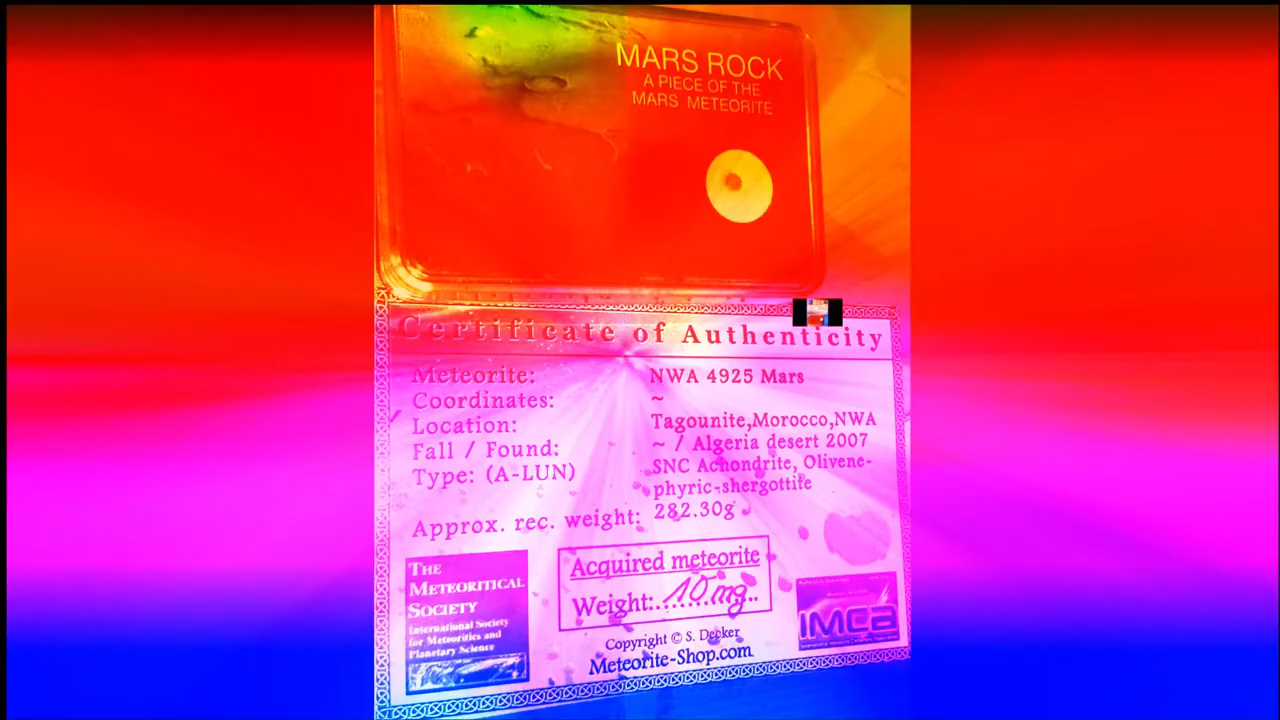 MARS ROCK
A PIECE OF THE
MARS METEORITE
Certificate of Authenticity
Meteorite: NWA 4925 Mars
Coordinates: ~
Location: Tagounite,Morocco,NWA
Fall / Found: ~ / Algeria desert 2007
Type: (A-LUN) SNC Achondrite, Olivene-
phyric-shergottite
Approx. rec. weight: 282.30g
THE
METEORITICAL
SOCIETY
International Society
for Meteoritics and
Planetary Science
Acquired meteorite
Weight:..10 mg..
Copyright © S. Decker
Meteorite-Shop.com
IMCA